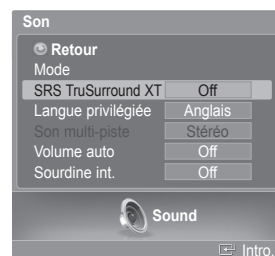 Son
Retour
Mode
SRS TruSurround XT Off
Langue privilégiée Anglais
Son multi-piste Stéréo
Volume auto Off
Sourdine int. Off
Sound
Intro.